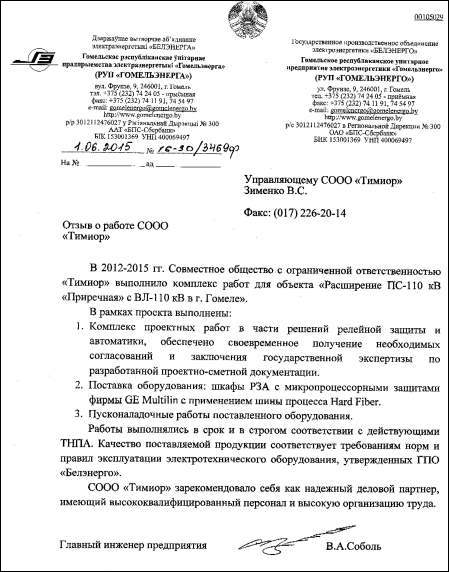 00105029
Дзяржаўнае вытворчае аб'яднанне
электраэнергетыкі «БЕЛЭНЕРГА»
Гомельскае рэспубліканскае унітарнае
прадпрыемства электраэнергетыкі «Гомельэнерга»
(РУП «ГОМЕЛЬЭНЕРГА»)
вул. Фрунзе, 9, 246001, г. Гомель
тэл. +375 (232) 74 24 05 - прыёмная
факс: +375 (232) 74 11 91, 74 54 97
e-mail: gomelenergo@gomelenergo.by
http://www.gomelenergo.by
р/р 3012112476027 у Рэгіянальнай Дырэкцыі № 300
ААТ «БПС-Сбербанк»
БІК 153001369 УНП 400069497
Государственное производственное объединение
электроэнергетики «БЕЛЭНЕРГО»
Гомельское республиканское унитарное
предприятие электроэнергетики «Гомельэнерго»
(РУП «ГОМЕЛЬЭНЕРГО»)
ул. Фрунзе, 9, 246001, г. Гомель
тел. +375 (232) 74 24 05 - приёмная
факс: +375 (232) 74 11 91, 74 54 97
e-mail: gomelenergo@gomelenergo.by
http://www.gomelenergo.by
р/с 3012112476027 в Региональной Дирекции № 300
ОАО «БПС-Сбербанк»
БИК 153001369 УНП 400069497
1.06.2015 № 16-30/3469ф
На № ад
Управляющему СООО «Тимиор»
Зименко В.С.
Факс: (017) 226-20-14
Отзыв о работе СООО
«Тимиор»
В 2012-2015 гг. Совместное общество с ограниченной ответственностью
«Тимиор» выполнило комплекс работ для объекта «Расширение ПС-110 кВ
«Приречная» с ВЛ-110 кВ в г. Гомеле».
В рамках проекта выполнены:
1. Комплекс проектных работ в части решений релейной защиты и
автоматики, обеспечено своевременное получение необходимых
согласований и заключения государственной экспертизы по
разработанной проектно-сметной документации.
2. Поставка оборудования: шкафы РЗА с микропроцессорными защитами
фирмы GE Multilin с применением шины процесса Hard Fiber.
3. Пусконаладочные работы поставленного оборудования.
Работы выполнялись в срок и в строгом соответствии с действующими
ТНПА. Качество поставляемой продукции соответствует требованиям норм и
правил эксплуатации электротехнического оборудования, утвержденных ГПО
«Белэнерго».
СООО «Тимиор» зарекомендовало себя как надежный деловой партнер,
имеющий высококвалифицированный персонал и высокую организацию труда.
Главный инженер предприятия В.А.Соболь